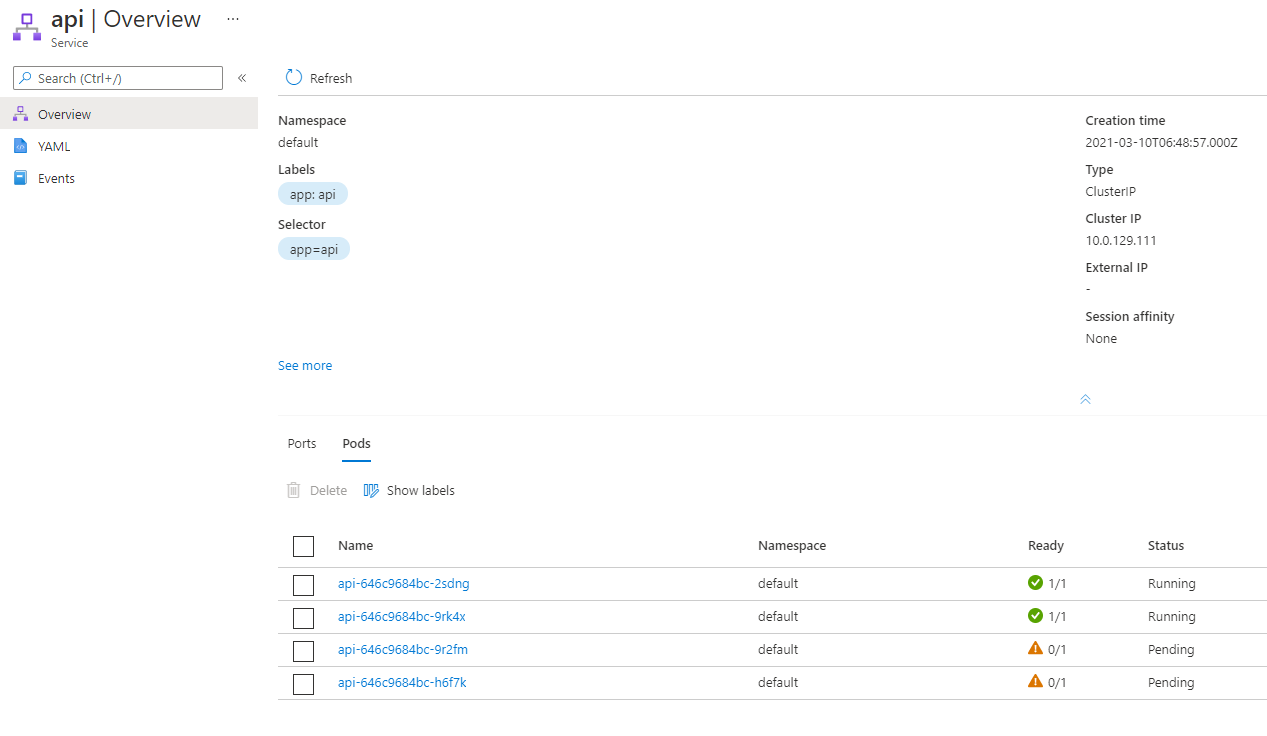 api | Overview ...
Service
Search (Ctrl+/) «
Overview
YAML
Events
Refresh
Namespace
default
Labels
app: api
Selector
app=api
See more
Creation time
2021-03-10T06:48:57.000Z
Type
ClusterIP
Cluster IP
10.0.129.111
External IP
-
Session affinity
None
Ports Pods
Delete Show labels
Name Namespace Ready Status
api-646c9684bc-2sdng default 1/1 Running
api-646c9684bc-9rk4x default 1/1 Running
api-646c9684bc-9r2fm default 0/1 Pending
api-646c9684bc-h6f7k default 0/1 Pending